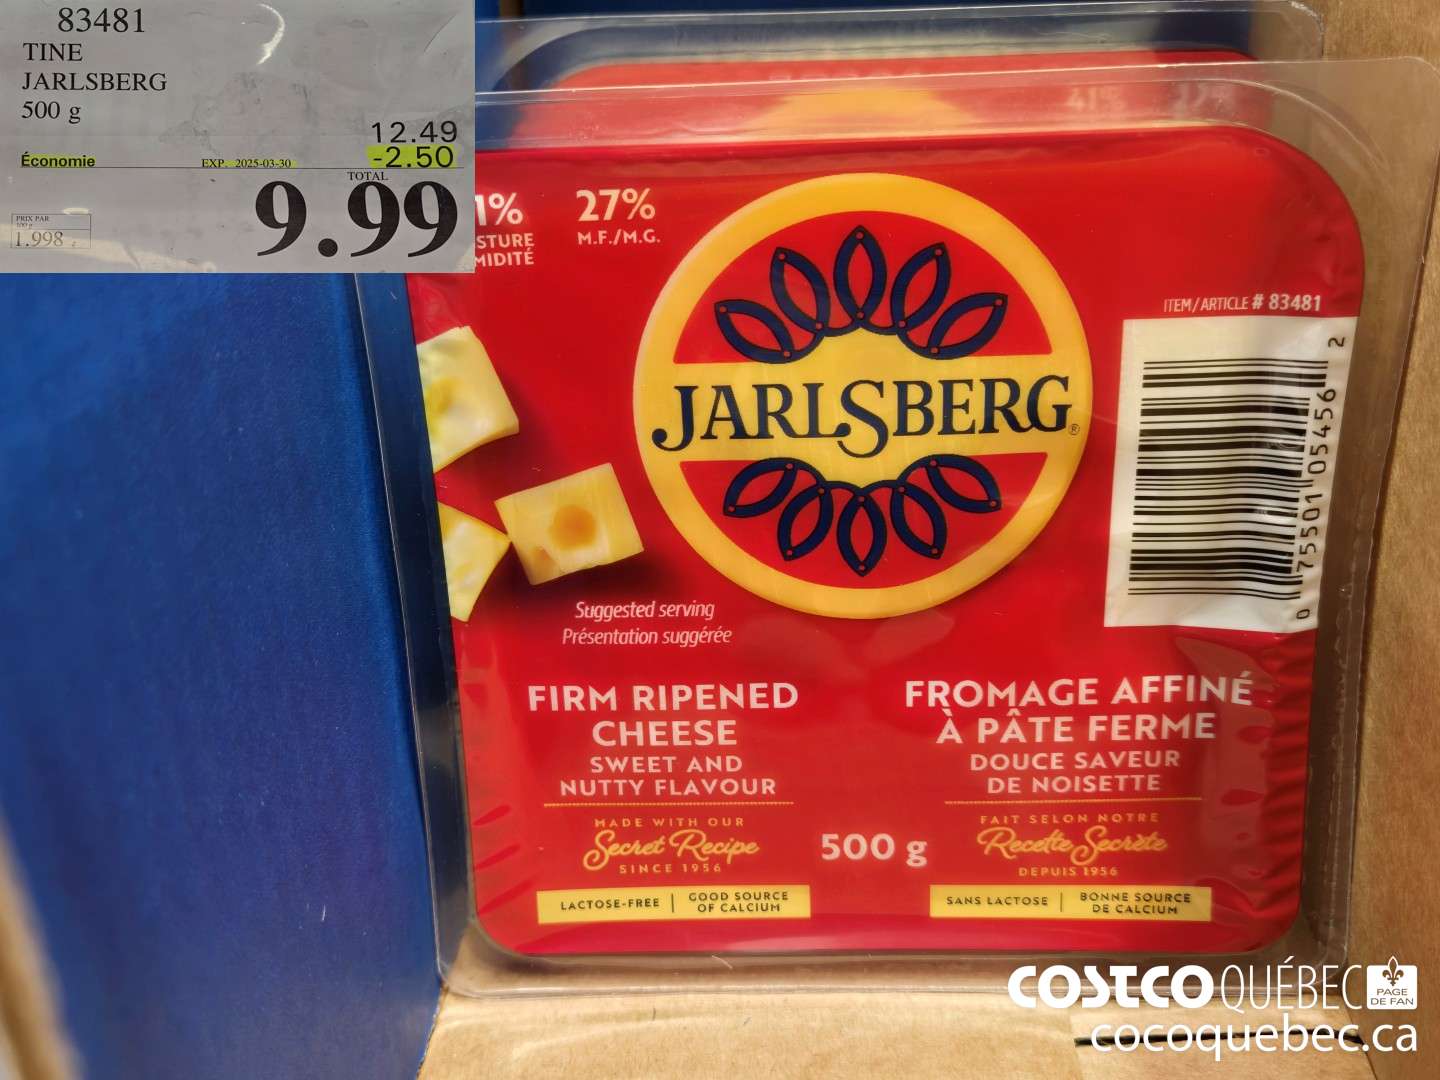 83481
TINE
JARLSBERG
500 g
12.49
Économie EXP. 2025-03-30 -2.50
TOTAL
9.99
PRIX PAR
100 g
1.998
1% 27%
STURE M.F./M.G.
MIDITÉ
ITEM/ARTICLE # 83481
JARLSBERG®
0 75501 05456 2
Suggested serving
Présentation suggérée
FIRM RIPENED
CHEESE
SWEET AND
NUTTY FLAVOUR
MADE WITH OUR
Secret Recipe
SINCE 1956
LACTOSE-FREE | GOOD SOURCE
OF CALCIUM
500 g
FROMAGE AFFINÉ
À PÂTE FERME
DOUCE SAVEUR
DE NOISETTE
FAIT SELON NOTRE
Recette Secrète
DEPUIS 1956
SANS LACTOSE | BONNE SOURCE
DE CALCIUM
COSTCO QUÉBEC PAGE
DE FAN
cocoquebec.ca